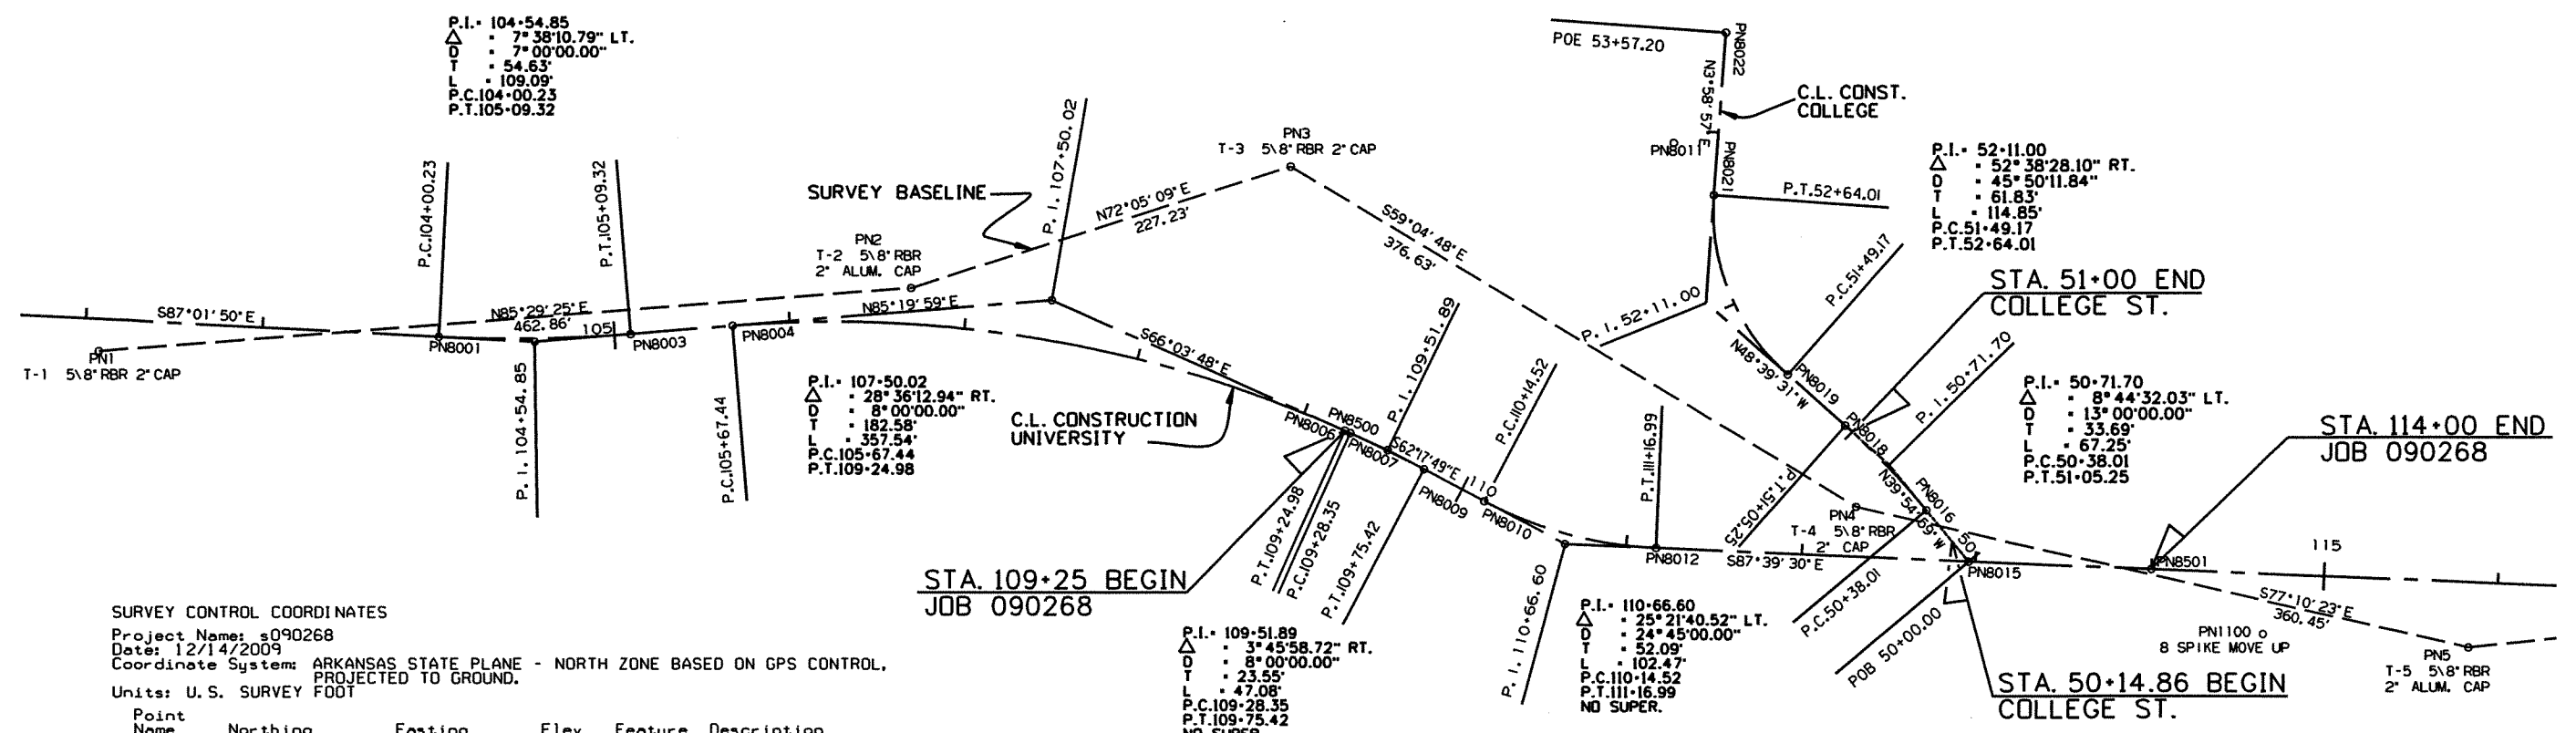 P.I.= 104+54.85
Δ = 7°38'10.79" LT.
D = 7°00'00.00"
T = 54.63'
L = 109.09'
P.C.104+00.23
P.T.105+09.32
P.C.104+00.23
P.T.105+09.32
P.I. 107+50.02
SURVEY BASELINE
N72°05'09"E
227.23'
PN3
T-3 5\8"RBR 2" CAP
PN2
T-2 5\8"RBR
2" ALUM. CAP
S59°04'48"E
376.63'
POE 53+57.20
PN8022
N3°58'57"E
C.L. CONST.
COLLEGE
PN8011
PN8021
P.T.52+64.01
P.I.= 52+11.00
Δ = 52°38'28.10" RT.
D = 45°50'11.84"
T = 61.83'
L = 114.85'
P.C.51+49.17
P.T.52+64.01
P.C.51+49.17
P.I. 52+11.00
STA. 51+00 END
COLLEGE ST.
S87°01'50"E
N85°29'25"E
462.86'
105
N85°19'59"E
PN1
T-1 5\8"RBR 2" CAP
PN8001
PN8003
PN8004
S66°03'48"E
P.I. 104+54.85
P.C.105+67.44
P.I.= 107+50.02
Δ = 28°36'12.94" RT.
D = 8°00'00.00"
T = 182.58'
L = 357.54'
P.C.105+67.44
P.T.109+24.98
C.L. CONSTRUCTION
UNIVERSITY
PN8006
PN8500
PN8007
P.I. 109+51.89
S62°17'49"E
PN8009
110
P.C.110+14.52
PN8010
P.T.111+16.99
PN8012
N48°39'31"W
PN8019
PN8018
P.I. 50+71.70
P.T.51+05.25
P.I.= 50+71.70
Δ = 8°44'32.03" LT.
D = 13°00'00.00"
T = 33.69'
L = 67.25'
P.C.50+38.01
P.T.51+05.25
PN8016
N39°54'59"W
50
PN4
T-4 5\8"RBR
2" CAP
S87°39'30"E
PN8015
PN8501
115
STA. 114+00 END
JOB 090268
P.T.109+24.98
P.C.109+28.35
P.T.109+75.42
STA. 109+25 BEGIN
JOB 090268
P.I. 110+66.60
P.C.50+38.01
POB 50+00.00
S77°10'23"E
360.45'
PN1100
8 SPIKE MOVE UP
PN5
T-5 5\8"RBR
2" ALUM. CAP
STA. 50+14.86 BEGIN
COLLEGE ST.
P.I.= 109+51.89
Δ = 3°45'58.72" RT.
D = 8°00'00.00"
T = 23.55'
L = 47.08'
P.C.109+28.35
P.T.109+75.42
NO SUPER.
P.I.= 110+66.60
Δ = 25°21'40.52" LT.
D = 24°45'00.00"
T = 52.09'
L = 102.47'
P.C.110+14.52
P.T.111+16.99
NO SUPER.
SURVEY CONTROL COORDINATES
Project Name: s090268
Date: 12/14/2009
Coordinate System: ARKANSAS STATE PLANE - NORTH ZONE BASED ON GPS CONTROL,
PROJECTED TO GROUND.
Units: U.S. SURVEY FOOT
Point
Name Northing Easting Elev Feature Description